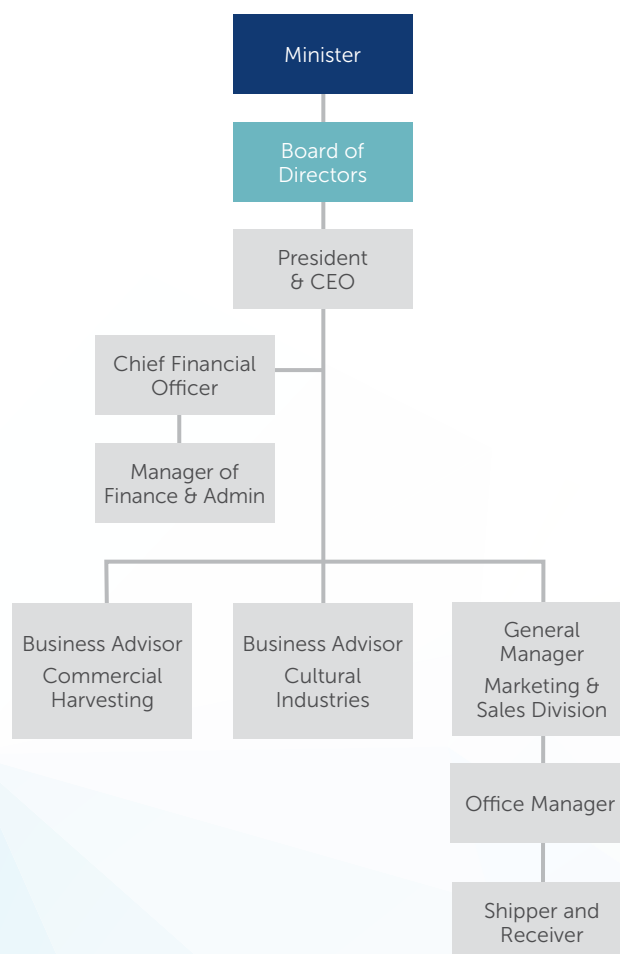 Minister
Board of
Directors
President
& CEO
Chief Financial
Officer
Manager of
Finance & Admin
Business Advisor
Commercial
Harvesting
Business Advisor
Cultural
Industries
General
Manager
Marketing &
Sales Division
Office Manager
Shipper and
Receiver